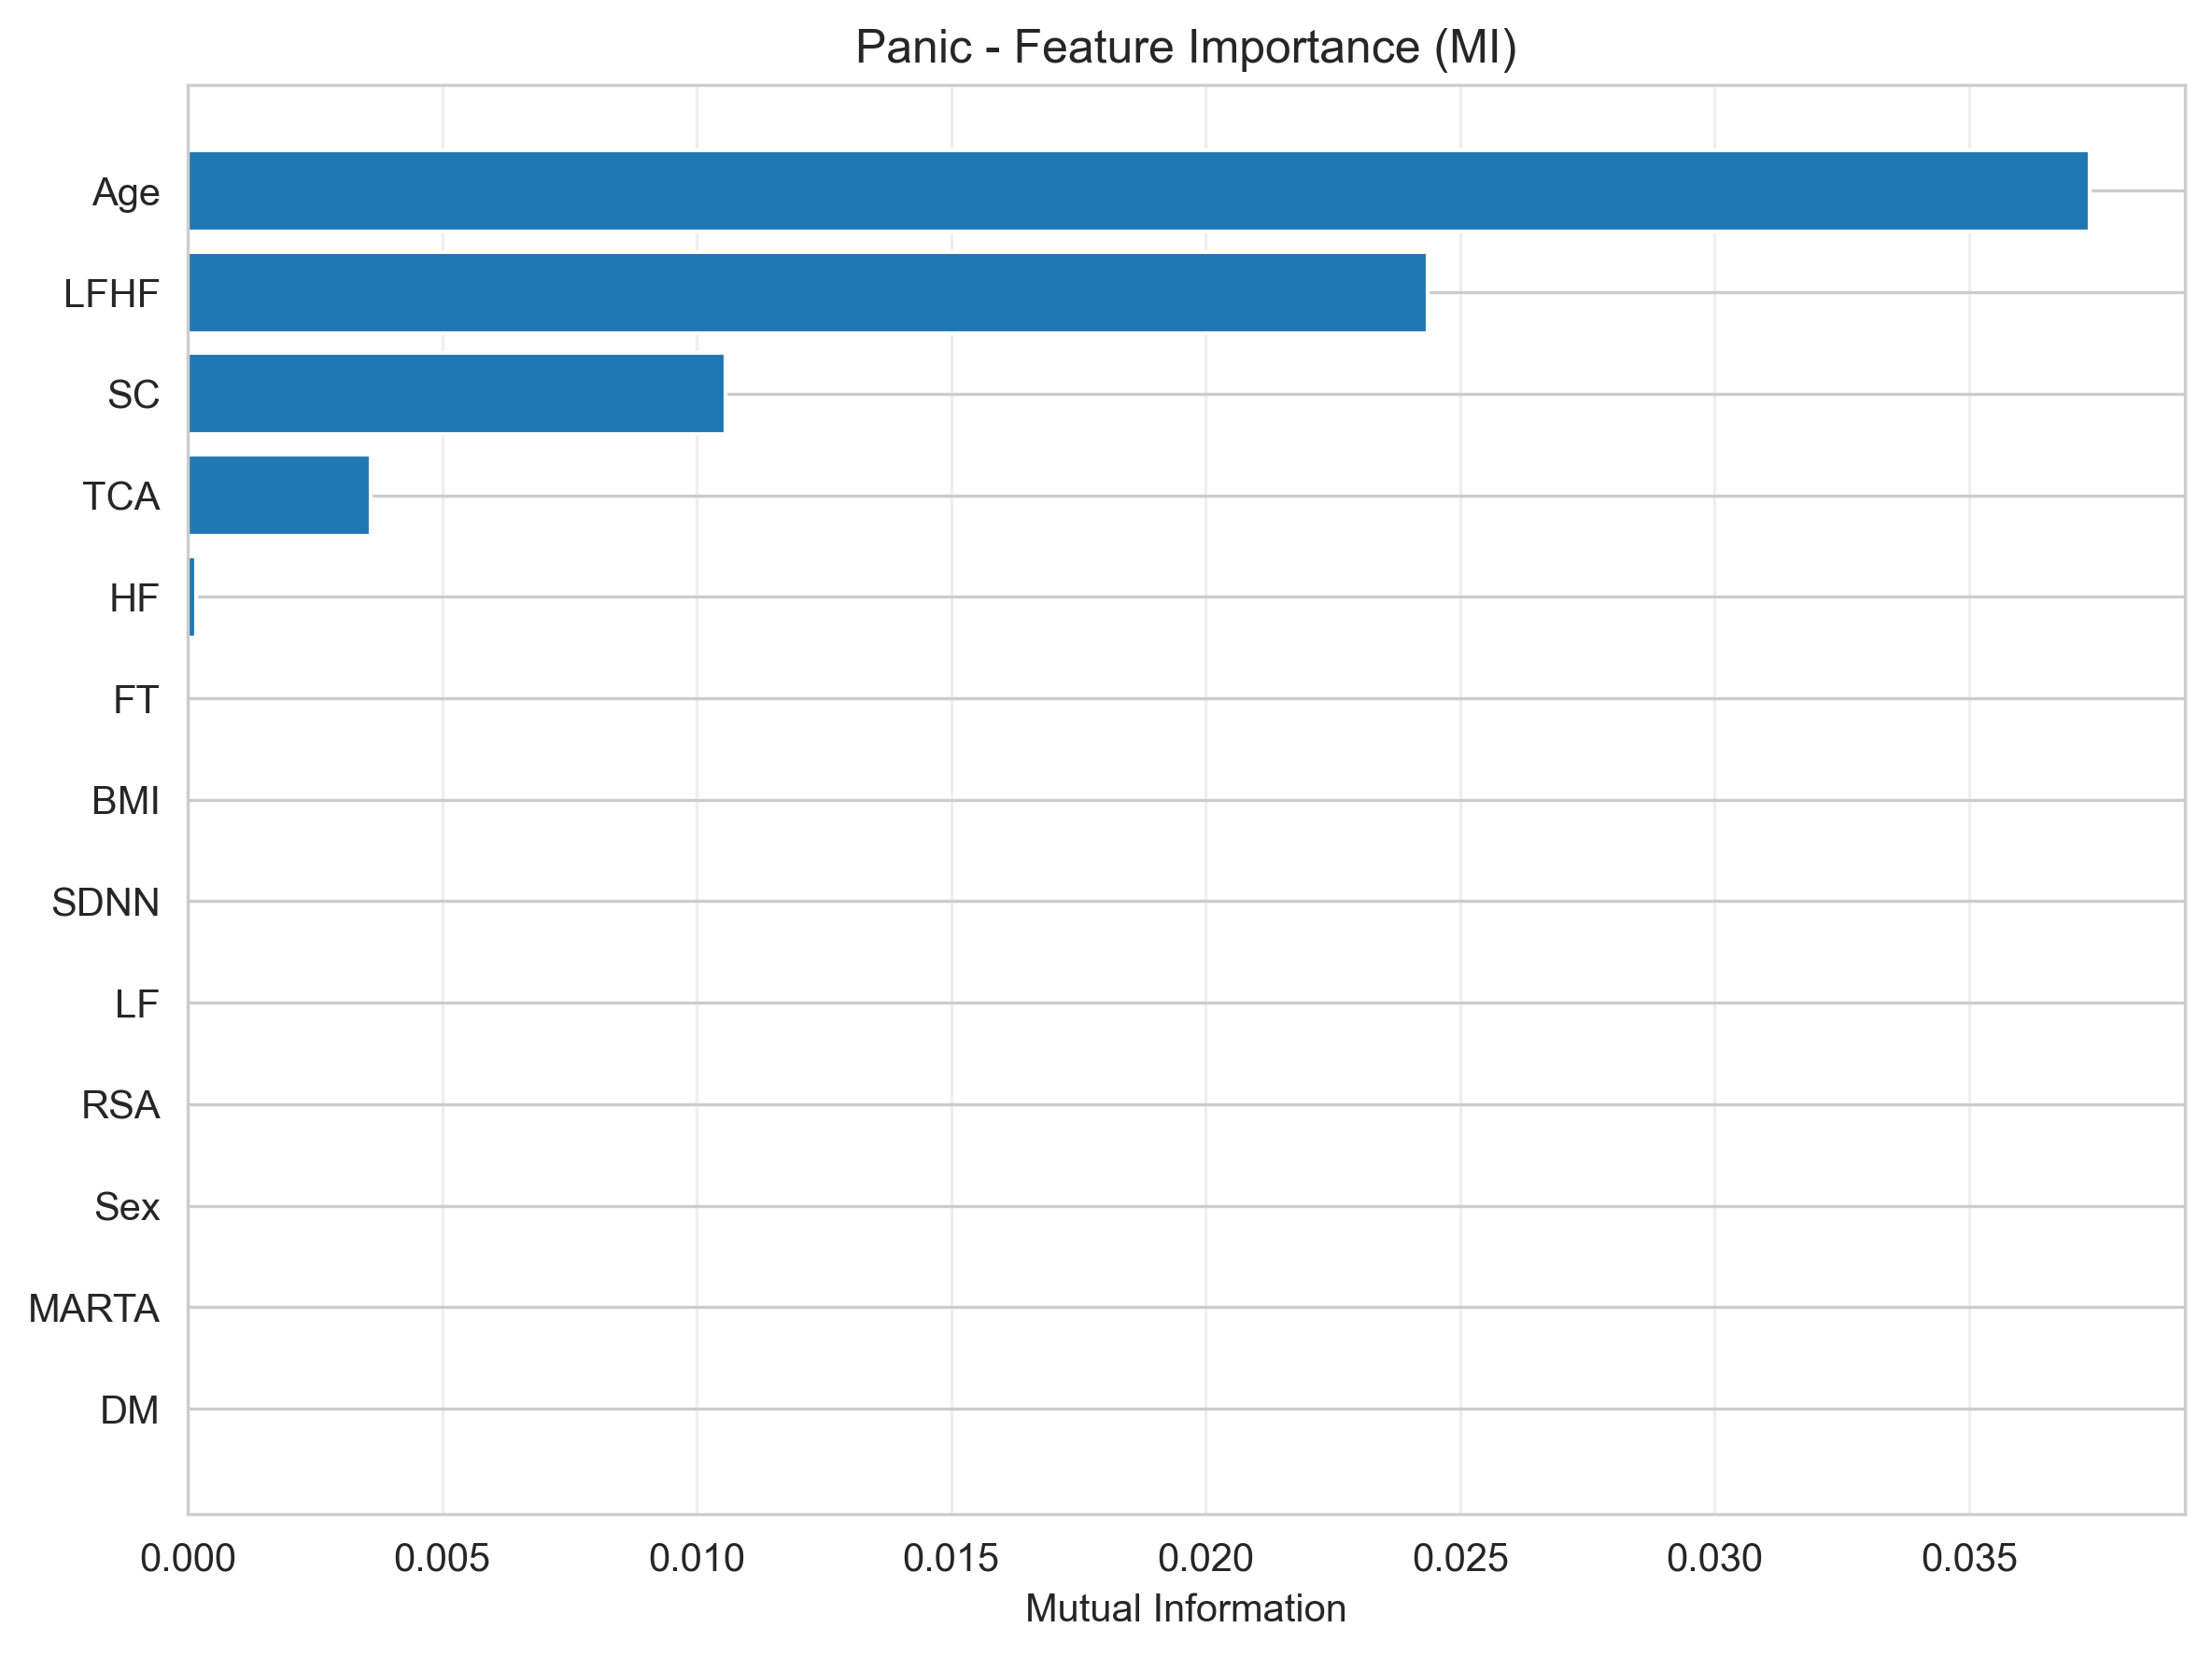 Panic - Feature Importance (MI)
Age
LFHF
SC
TCA
HF
FT
BMI
SDNN
LF
RSA
Sex
MARTA
DM
0.000 0.005 0.010 0.015 0.020 0.025 0.030 0.035
Mutual Information